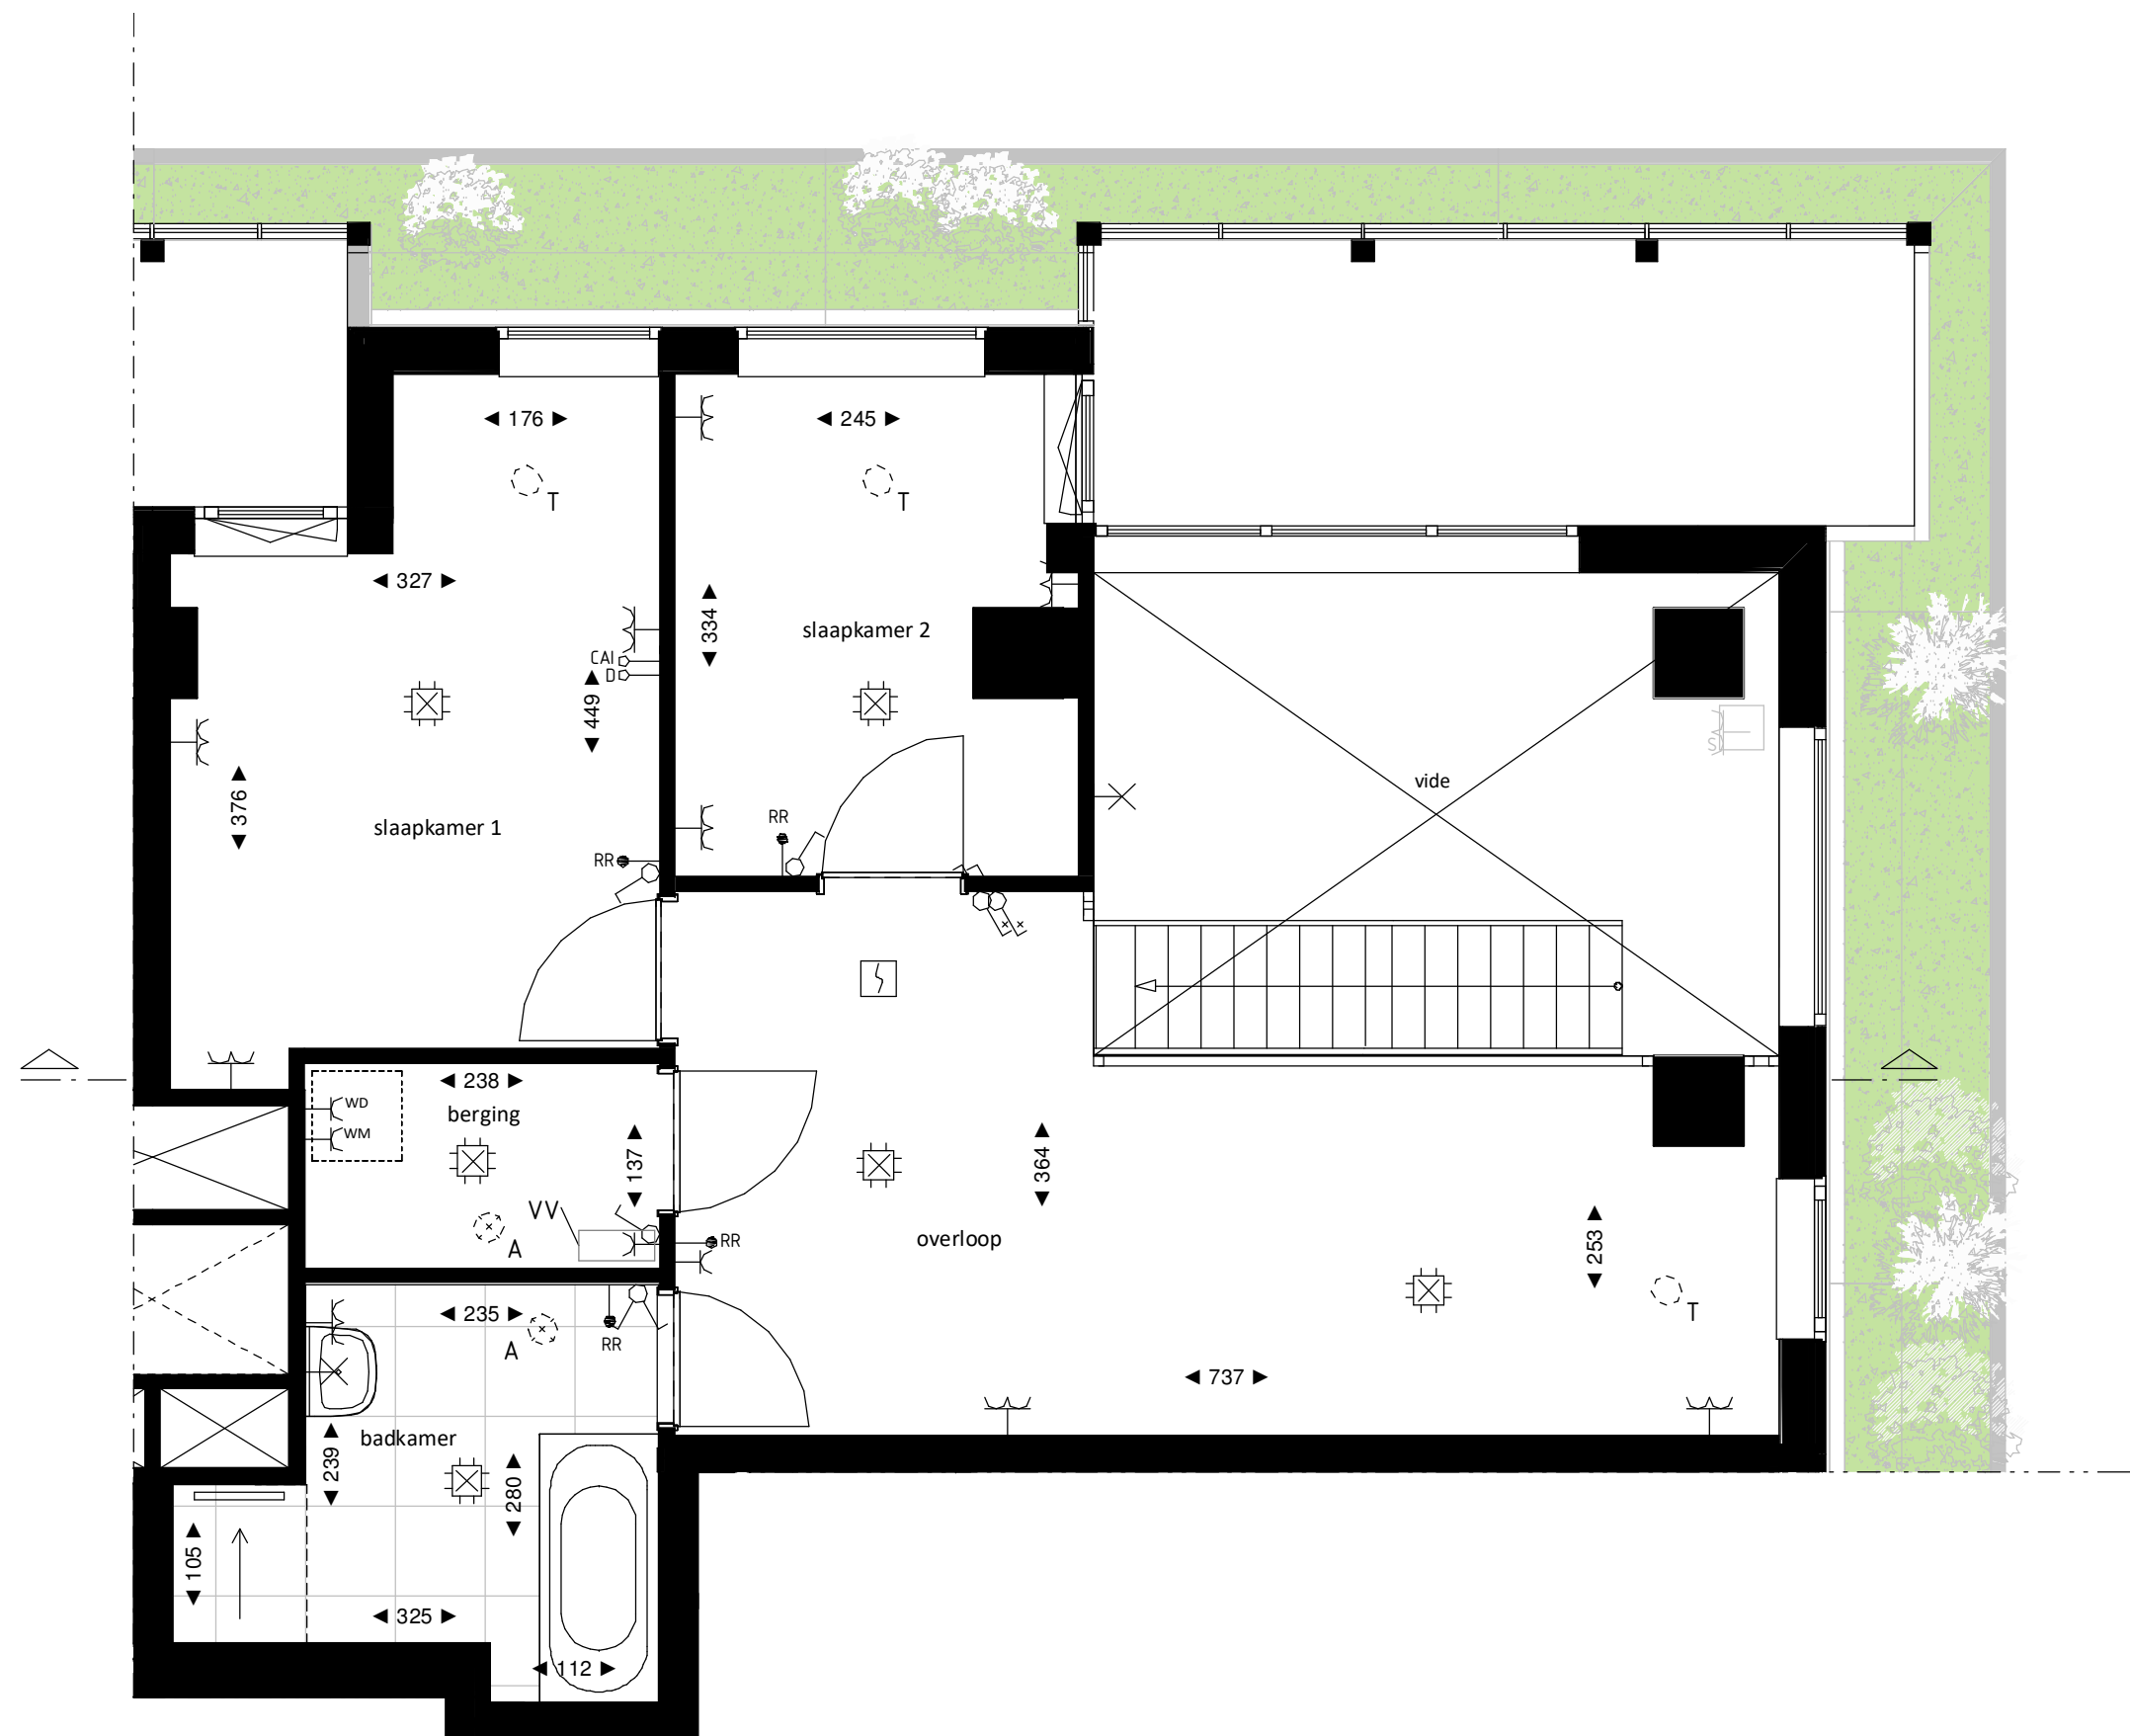 176
245
T
T
327
334
slaapkamer 2
CAI
D
449
S
vide
376
RR
slaapkamer 1
RR
238
WD
berging
WM
137
364
VV
A
RR
overloop
253
T
235
A
RR
737
badkamer
239
280
105
325
112